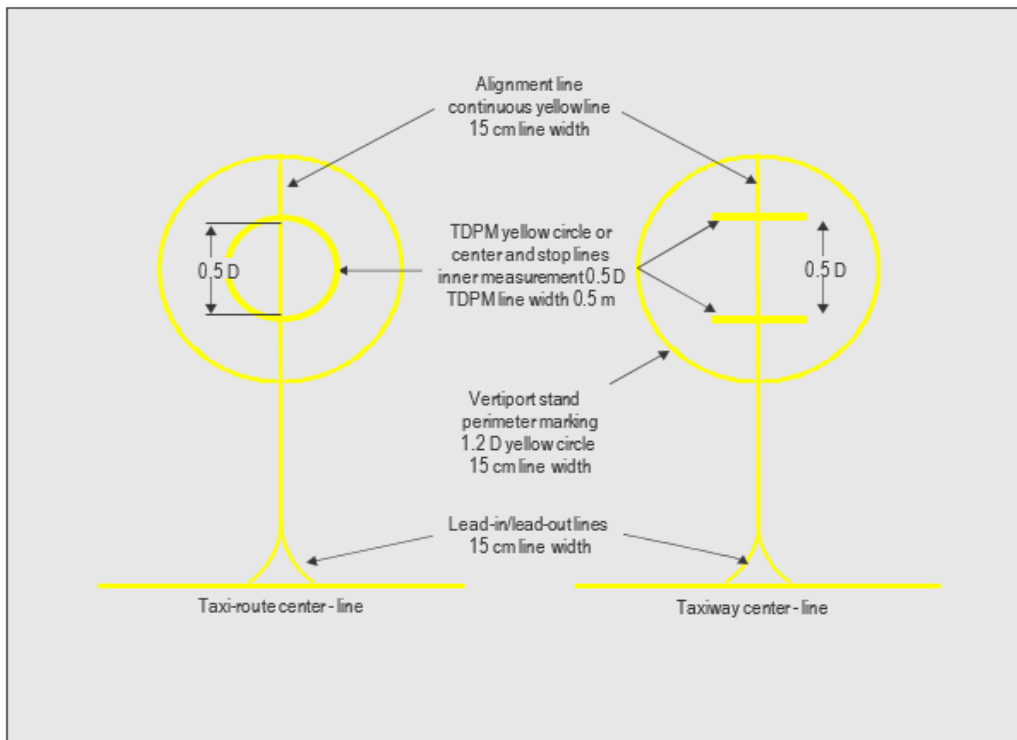 Alignment line
continuous yellow line
15 cm line width
TDPM yellow circle or
center and stop lines
inner measurement 0.5 D
TDPM line width 0.5 m
0.5 D
0.5 D
Vertiport stand
perimeter marking
1.2 D yellow circle
15 cm line width
Lead-in/lead-out lines
15 cm line width
Taxi-route center - line
Taxiway center - line